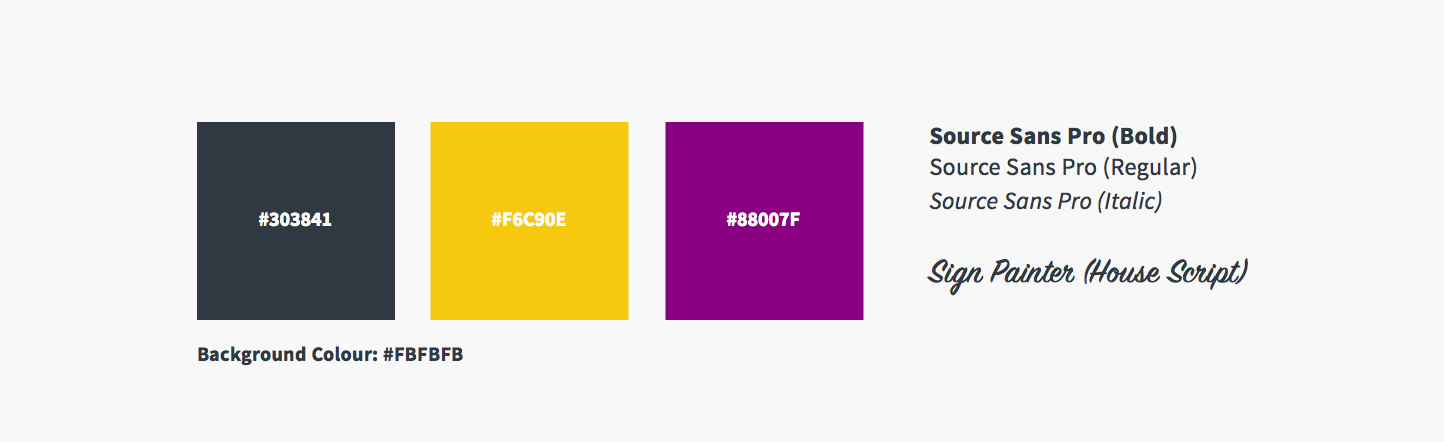 #303841
#F6C90E
#88007F
Background Colour: #FBFBFB
Source Sans Pro (Bold)
Source Sans Pro (Regular)
Source Sans Pro (Italic)
Sign Painter (House Script)